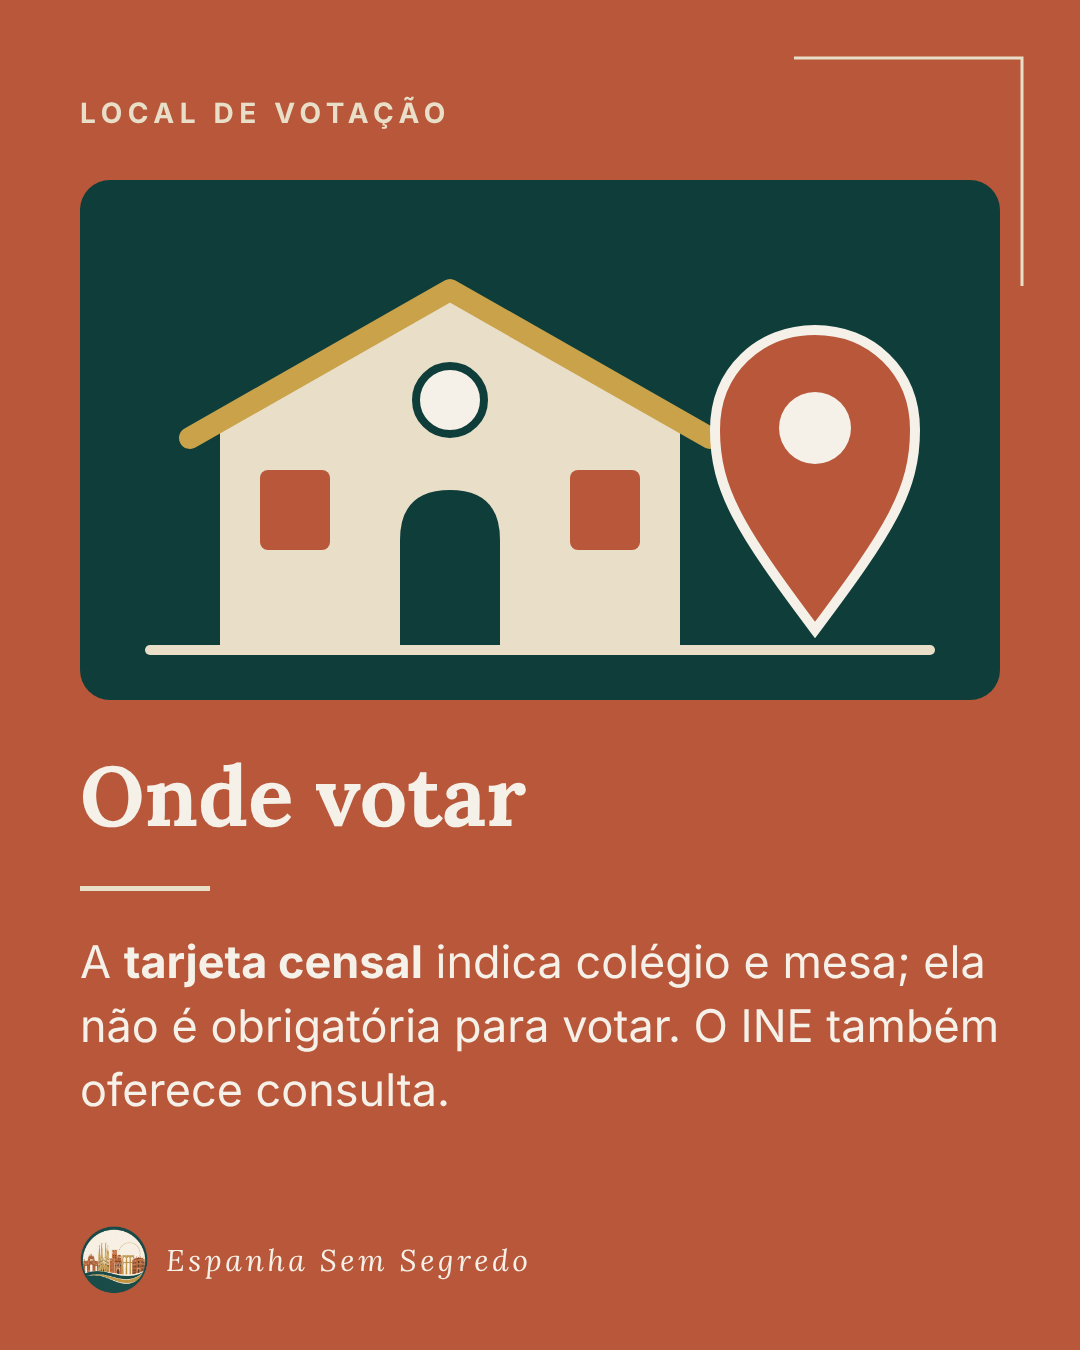 LOCAL DE VOTAÇÃO
Onde votar
A tarjeta censal indica colégio e mesa; ela
não é obrigatória para votar. O INE também
oferece consulta.
Espanha Sem Segredo